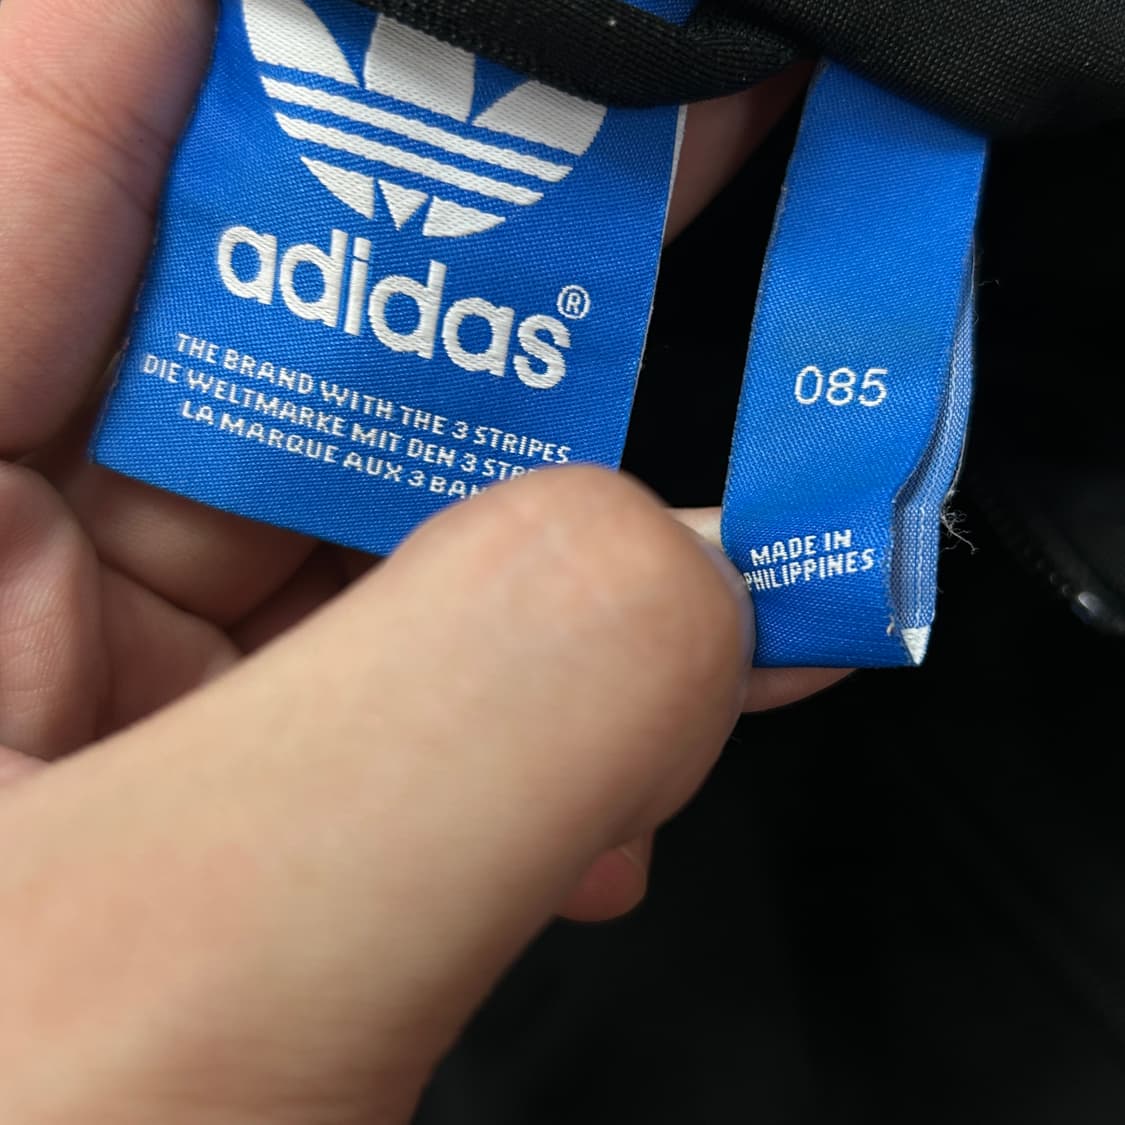 adidas®
THE BRAND WITH THE 3 STRIPES
DIE WELTMARKE MIT DEN 3
LA MARQUE AUX 3
085
MADE IN
PHILIPPINES